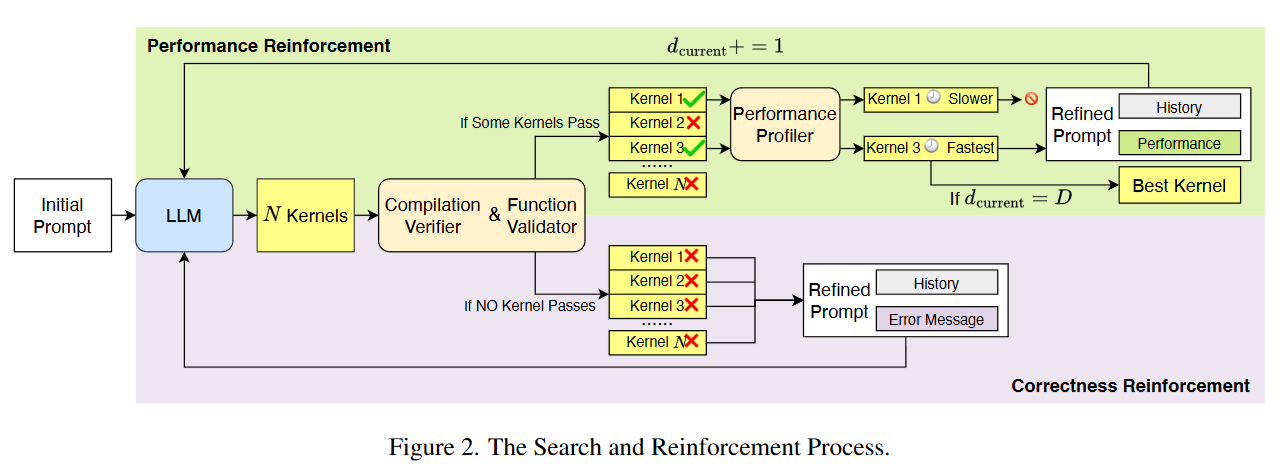 Performance Reinforcement
d_current + = 1
Initial
Prompt
LLM
N Kernels
Compilation
Verifier
&
Function
Validator
If Some Kernels Pass
Kernel 1
Kernel 2
Kernel 3
......
Kernel N
Performance
Profiler
Kernel 1 Slower
Kernel 3 Fastest
Refined
Prompt
History
Performance
If d_current = D
Best Kernel
If NO Kernel Passes
Kernel 1
Kernel 2
Kernel 3
......
Kernel N
Refined
Prompt
History
Error Message
Correctness Reinforcement
Figure 2. The Search and Reinforcement Process.